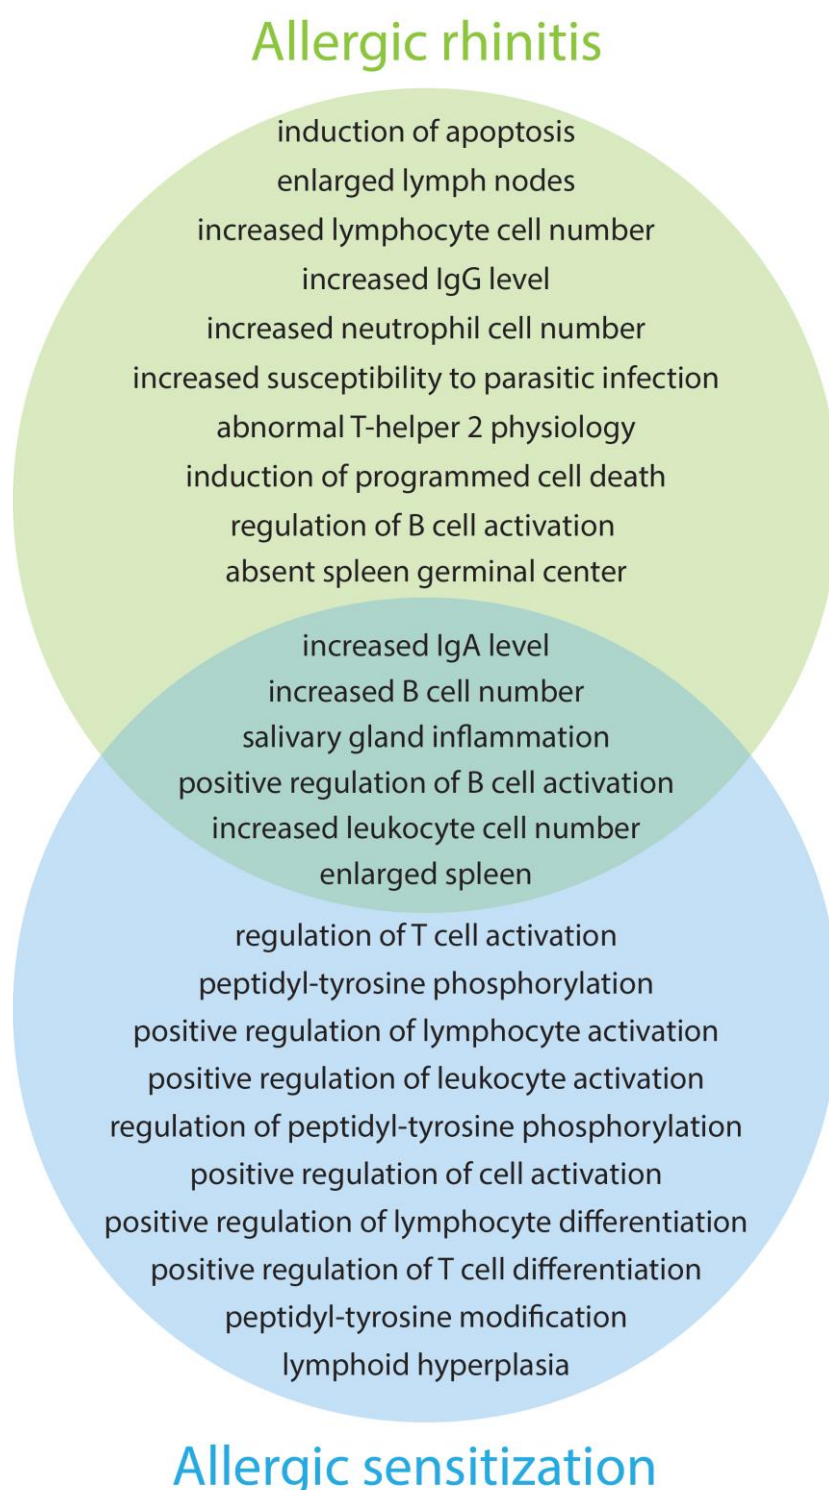 Allergic rhinitis
induction of apoptosis
enlarged lymph nodes
increased lymphocyte cell number
increased IgG level
increased neutrophil cell number
increased susceptibility to parasitic infection
abnormal T-helper 2 physiology
induction of programmed cell death
regulation of B cell activation
absent spleen germinal center
increased IgA level
increased B cell number
salivary gland inflammation
positive regulation of B cell activation
increased leukocyte cell number
enlarged spleen
regulation of T cell activation
peptidyl-tyrosine phosphorylation
positive regulation of lymphocyte activation
positive regulation of leukocyte activation
regulation of peptidyl-tyrosine phosphorylation
positive regulation of cell activation
positive regulation of lymphocyte differentiation
positive regulation of T cell differentiation
peptidyl-tyrosine modification
lymphoid hyperplasia
Allergic sensitization